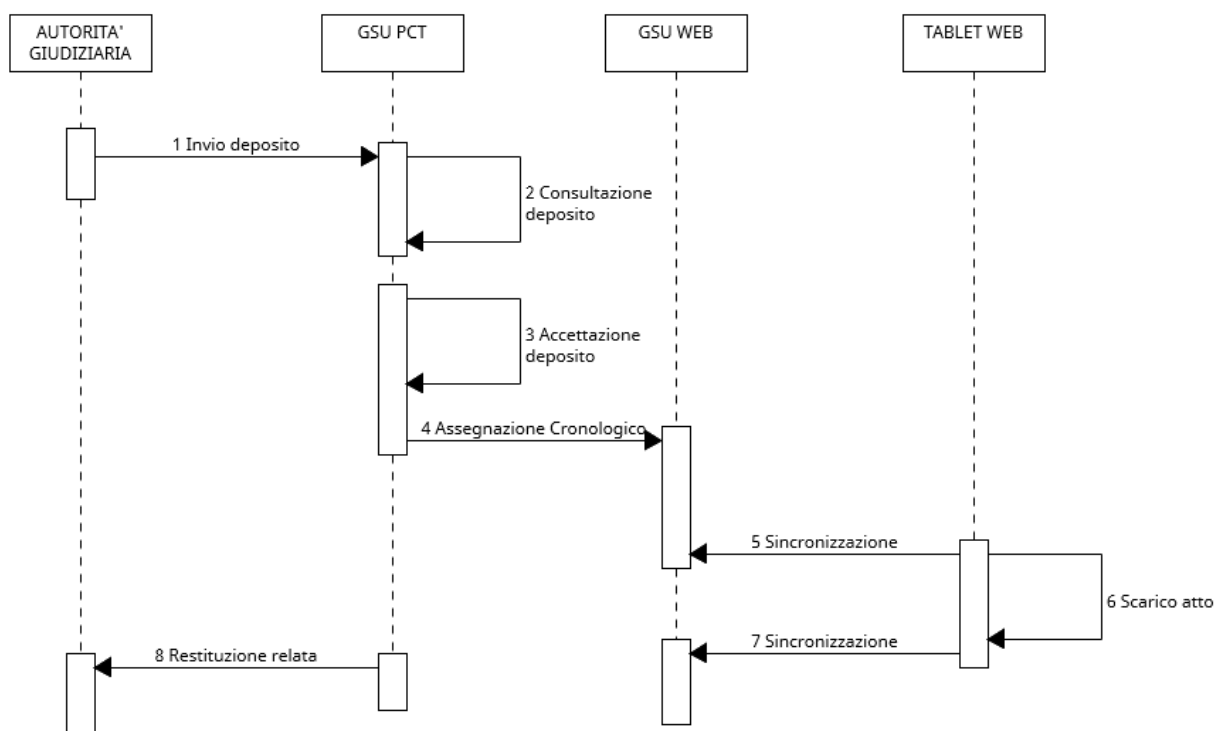 AUTORITA'
GIUDIZIARIA
GSU PCT
GSU WEB
TABLET WEB
1 Invio deposito
2 Consultazione
deposito
3 Accettazione
deposito
4 Assegnazione Cronologico
5 Sincronizzazione
6 Scarico atto
7 Sincronizzazione
8 Restituzione relata